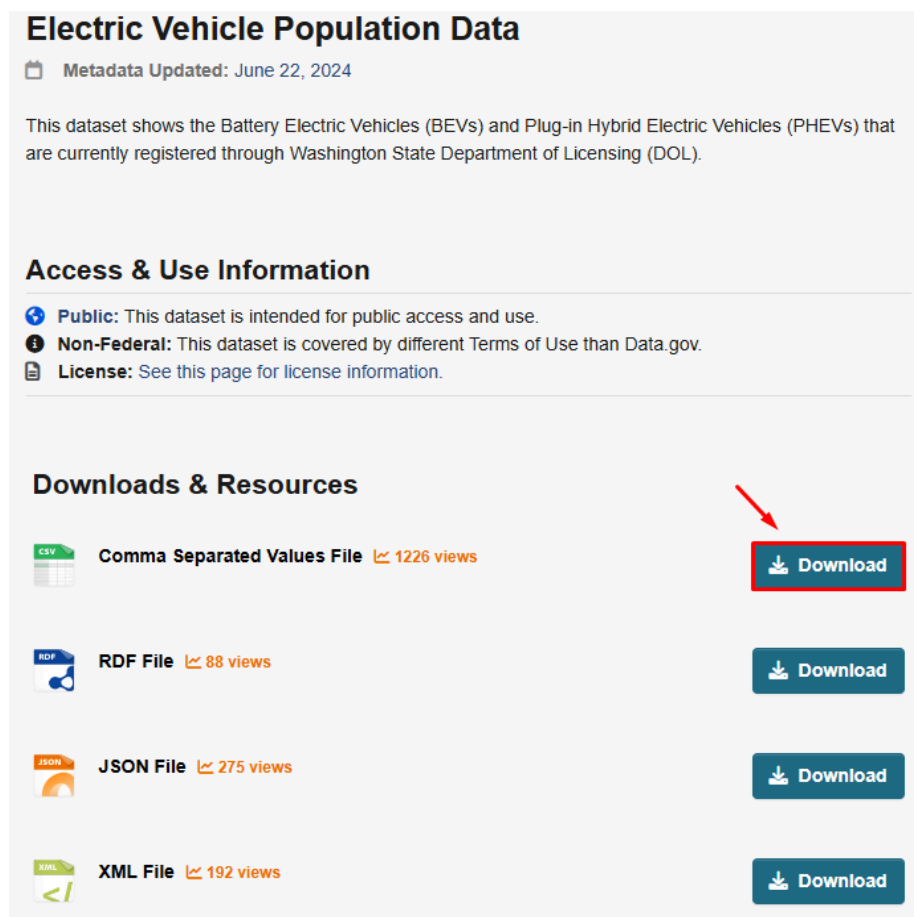 Electric Vehicle Population Data
Metadata Updated: June 22, 2024
This dataset shows the Battery Electric Vehicles (BEVs) and Plug-in Hybrid Electric Vehicles (PHEVs) that
are currently registered through Washington State Department of Licensing (DOL).
Access & Use Information
Public: This dataset is intended for public access and use.
Non-Federal: This dataset is covered by different Terms of Use than Data.gov.
License: See this page for license information.
Downloads & Resources
CSV Comma Separated Values File 1226 views Download
RDF RDF File 88 views Download
JSON JSON File 275 views Download
XML XML File 192 views Download